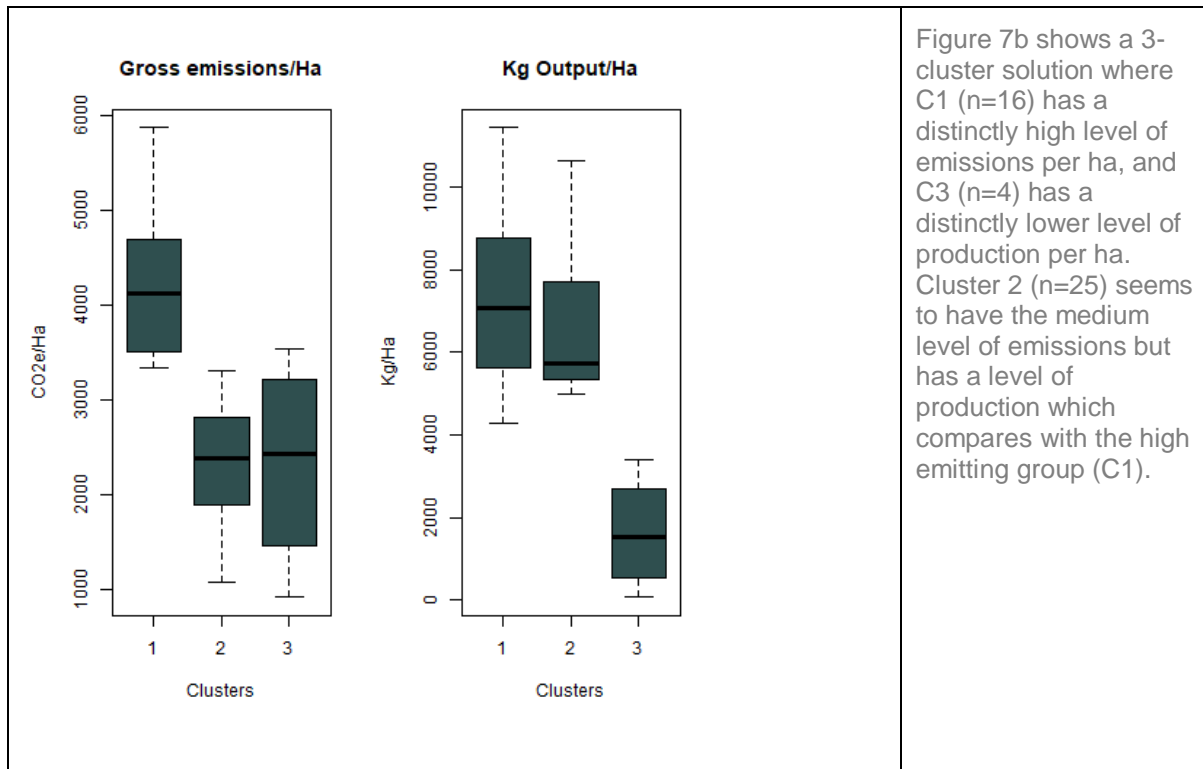 Gross emissions/Ha
CO2e/Ha
6000
5000
4000
3000
2000
1000
1 2 3
Clusters
Kg Output/Ha
Kg/Ha
10000
8000
6000
4000
2000
0
1 2 3
Clusters
Figure 7b shows a 3-
cluster solution where
C1 (n=16) has a
distinctly high level of
emissions per ha, and
C3 (n=4) has a
distinctly lower level of
production per ha.
Cluster 2 (n=25) seems
to have the medium
level of emissions but
has a level of
production which
compares with the high
emitting group (C1).